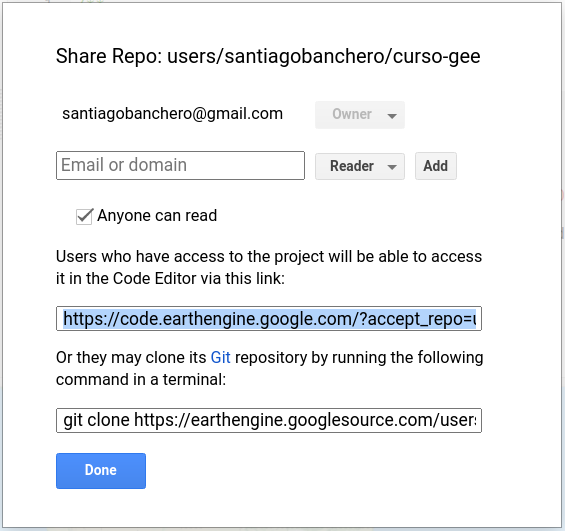 Share Repo: users/santiagobanchero/curso-gee
santiagobanchero@gmail.com Owner
Email or domain Reader Add
Anyone can read
Users who have access to the project will be able to access
it in the Code Editor via this link:
https://code.earthengine.google.com/?accept_repo=u
Or they may clone its Git repository by running the following
command in a terminal:
git clone https://earthengine.googlesource.com/users
Done